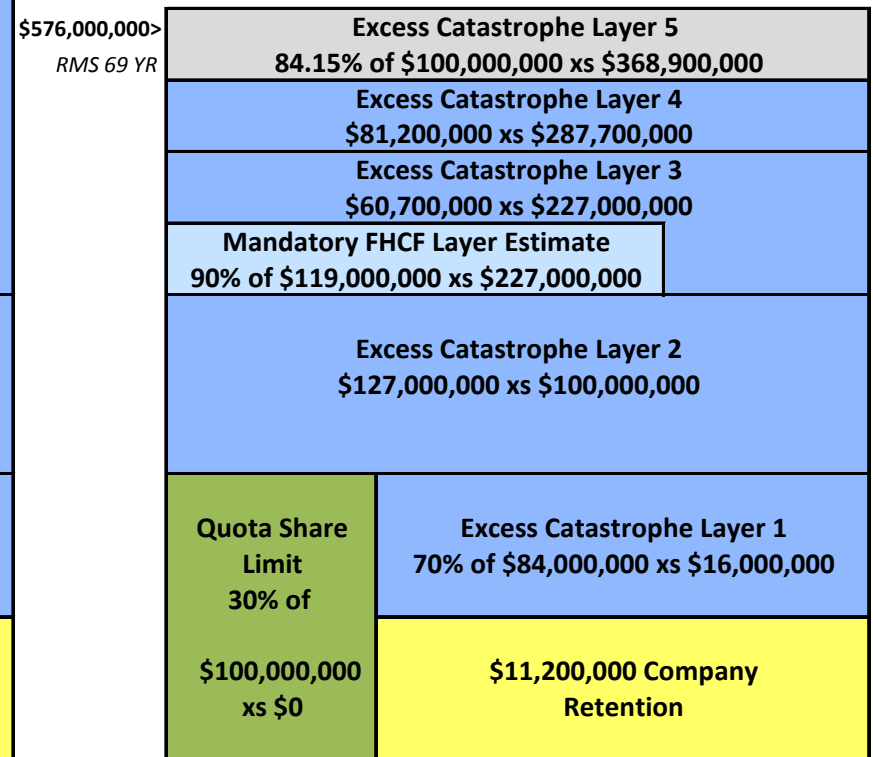 $576,000,000>
RMS 69 YR
Excess Catastrophe Layer 5
84.15% of $100,000,000 xs $368,900,000
Excess Catastrophe Layer 4
$81,200,000 xs $287,700,000
Excess Catastrophe Layer 3
$60,700,000 xs $227,000,000
Mandatory FHCF Layer Estimate
90% of $119,000,000 xs $227,000,000
Excess Catastrophe Layer 2
$127,000,000 xs $100,000,000
Quota Share
Limit
30% of
$100,000,000
xs $0
Excess Catastrophe Layer 1
70% of $84,000,000 xs $16,000,000
$11,200,000 Company
Retention